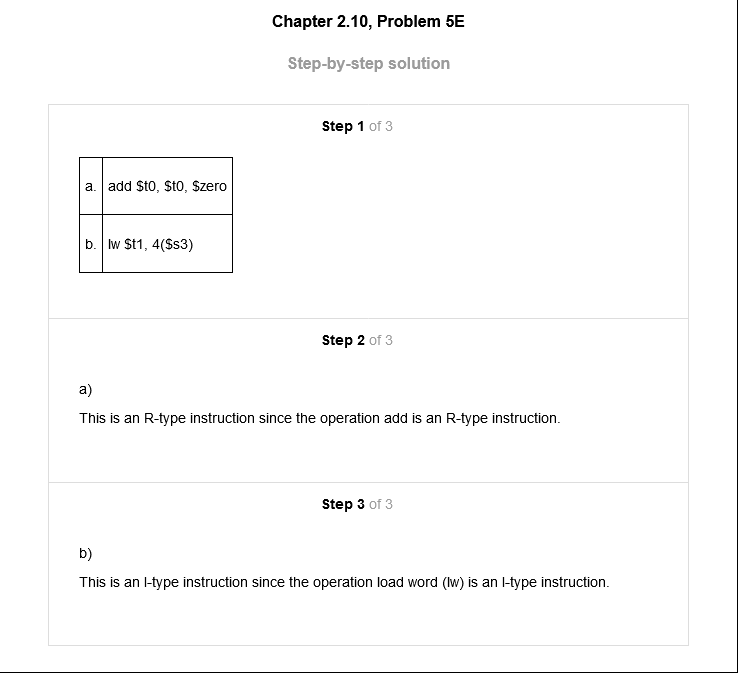 Chapter 2.10, Problem 5E
Step-by-step solution
Step 1 of 3
a. add $t0, $t0, $zero
b. lw $t1, 4($s3)
Step 2 of 3
a)
This is an R-type instruction since the operation add is an R-type instruction.
Step 3 of 3
b)
This is an I-type instruction since the operation load word (lw) is an I-type instruction.